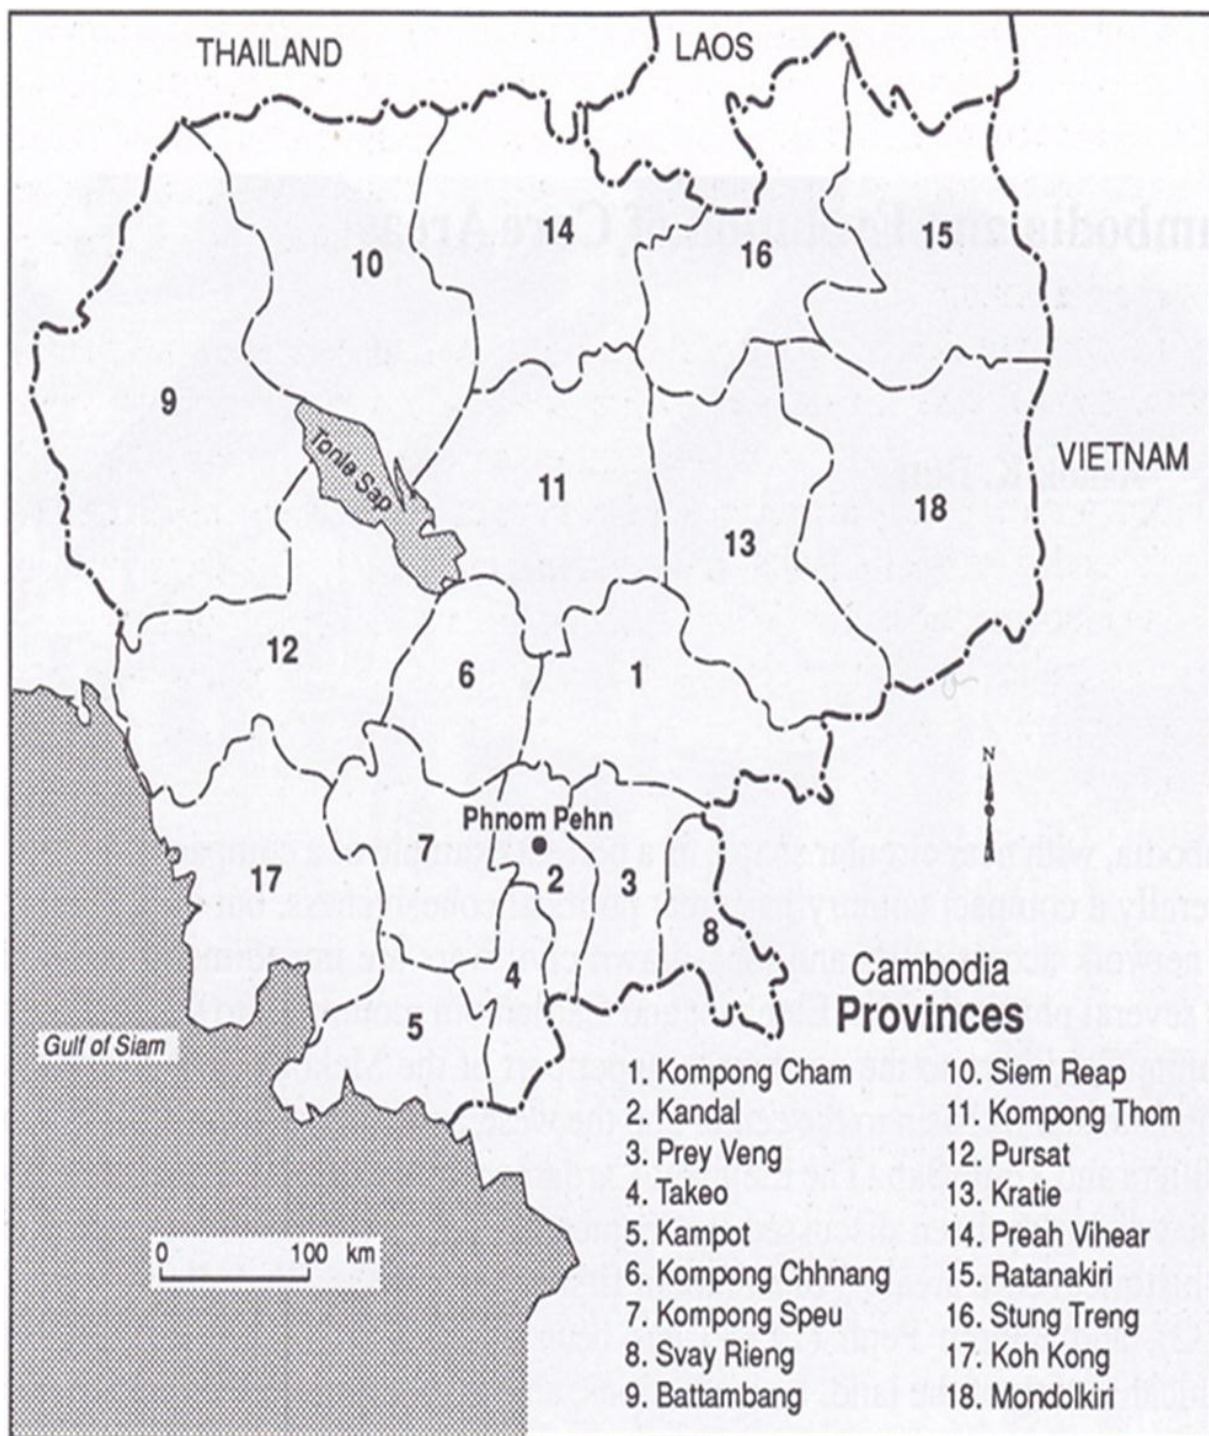 THAILAND
LAOS
14
16
15
10
9
Tonle Sap
VIETNAM
11
18
13
12
6
1
N
Phnom Pehn
7
2
17
3
8
4
5
Gulf of Siam
0 100 km
Cambodia
Provinces
1. Kompong Cham
2. Kandal
3. Prey Veng
4. Takeo
5. Kampot
6. Kompong Chhnang
7. Kompong Speu
8. Svay Rieng
9. Battambang
10. Siem Reap
11. Kompong Thom
12. Pursat
13. Kratie
14. Preah Vihear
15. Ratanakiri
16. Stung Treng
17. Koh Kong
18. Mondolkiri